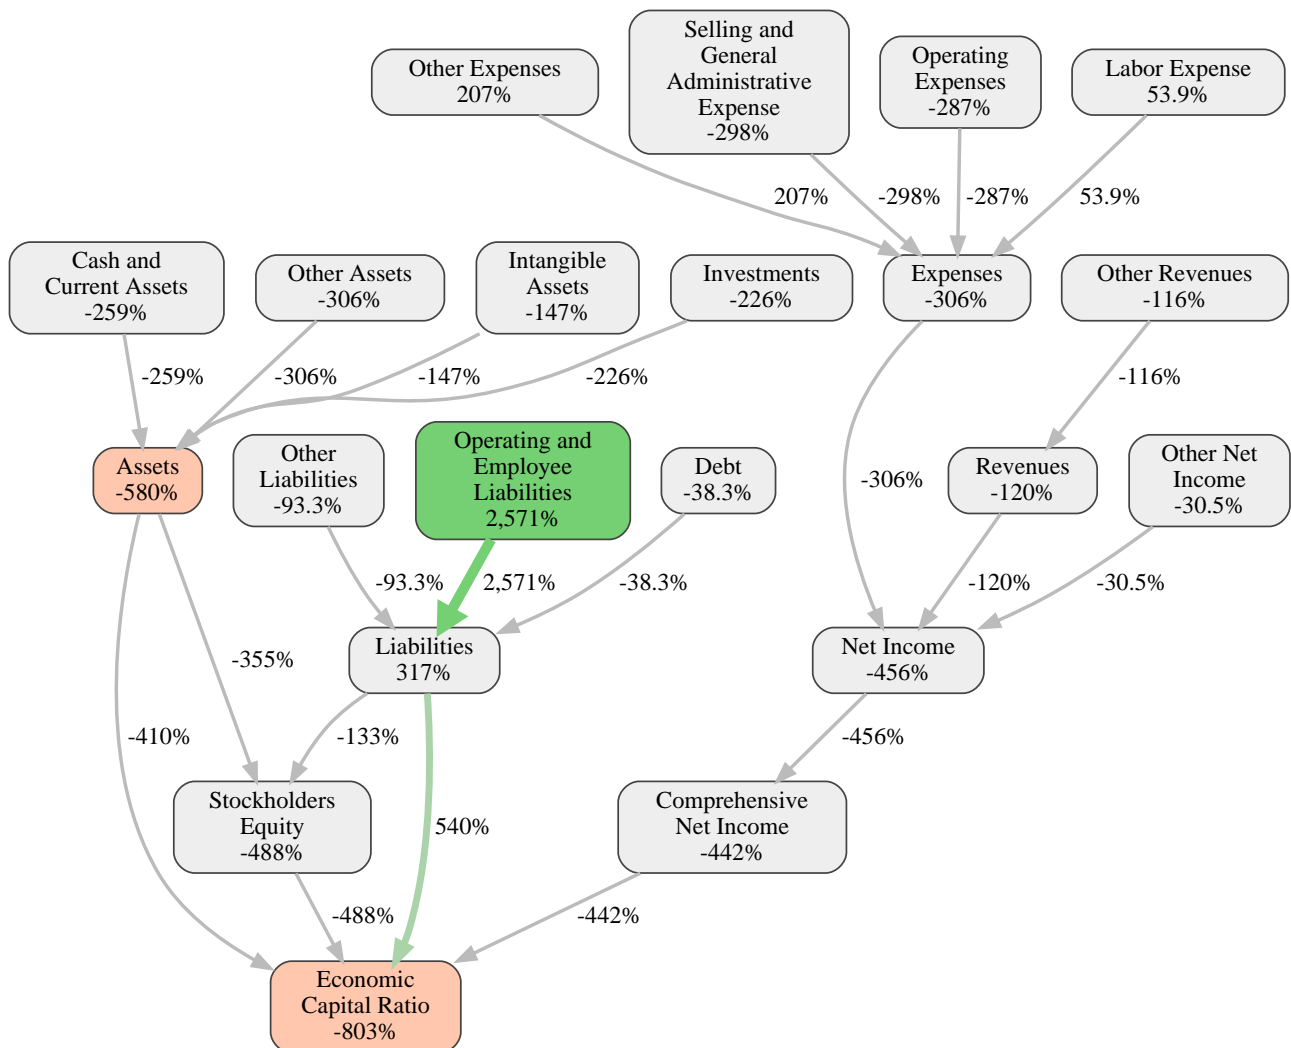 Other Expenses
207%
Selling and
General
Administrative
Expense
-298%
Operating
Expenses
-287%
Labor Expense
53.9%
207%
-298%
-287%
53.9%
Cash and
Current Assets
-259%
Other Assets
-306%
Intangible
Assets
-147%
Investments
-226%
Expenses
-306%
Other Revenues
-116%
-259%
-306%
-147%
-226%
-116%
Assets
-580%
Other
Liabilities
-93.3%
Operating and
Employee
Liabilities
2,571%
Debt
-38.3%
-306%
Revenues
-120%
Other Net
Income
-30.5%
-93.3%
2,571%
-38.3%
-120%
-30.5%
-355%
Liabilities
317%
Net Income
-456%
-410%
-133%
-456%
Stockholders
Equity
-488%
540%
Comprehensive
Net Income
-442%
-488%
-442%
Economic
Capital Ratio
-803%